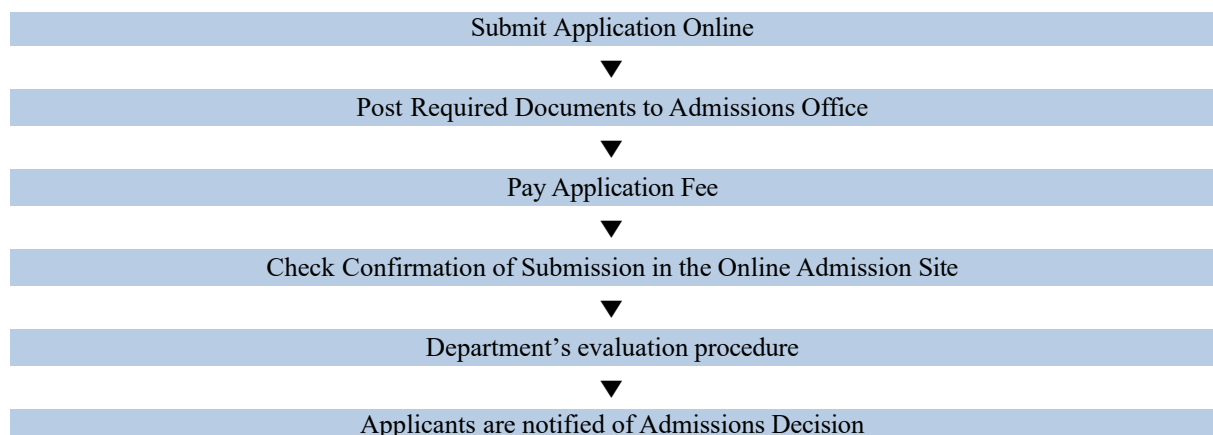 Submit Application Online
Post Required Documents to Admissions Office
Pay Application Fee
Check Confirmation of Submission in the Online Admission Site
Department’s evaluation procedure
Applicants are notified of Admissions Decision